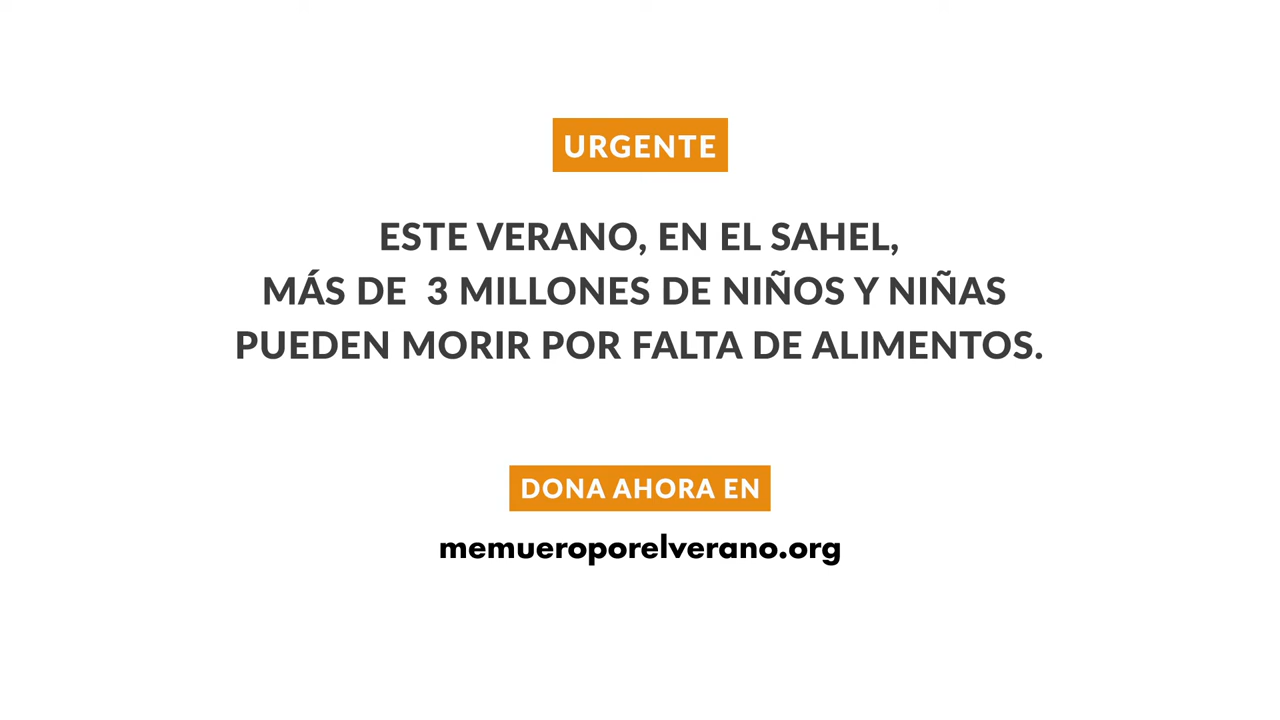 URGENTE
ESTE VERANO, EN EL SAHEL,
MÁS DE 3 MILLONES DE NIÑOS Y NIÑAS
PUEDEN MORIR POR FALTA DE ALIMENTOS.
DONA AHORA EN
memueroporelverano.org